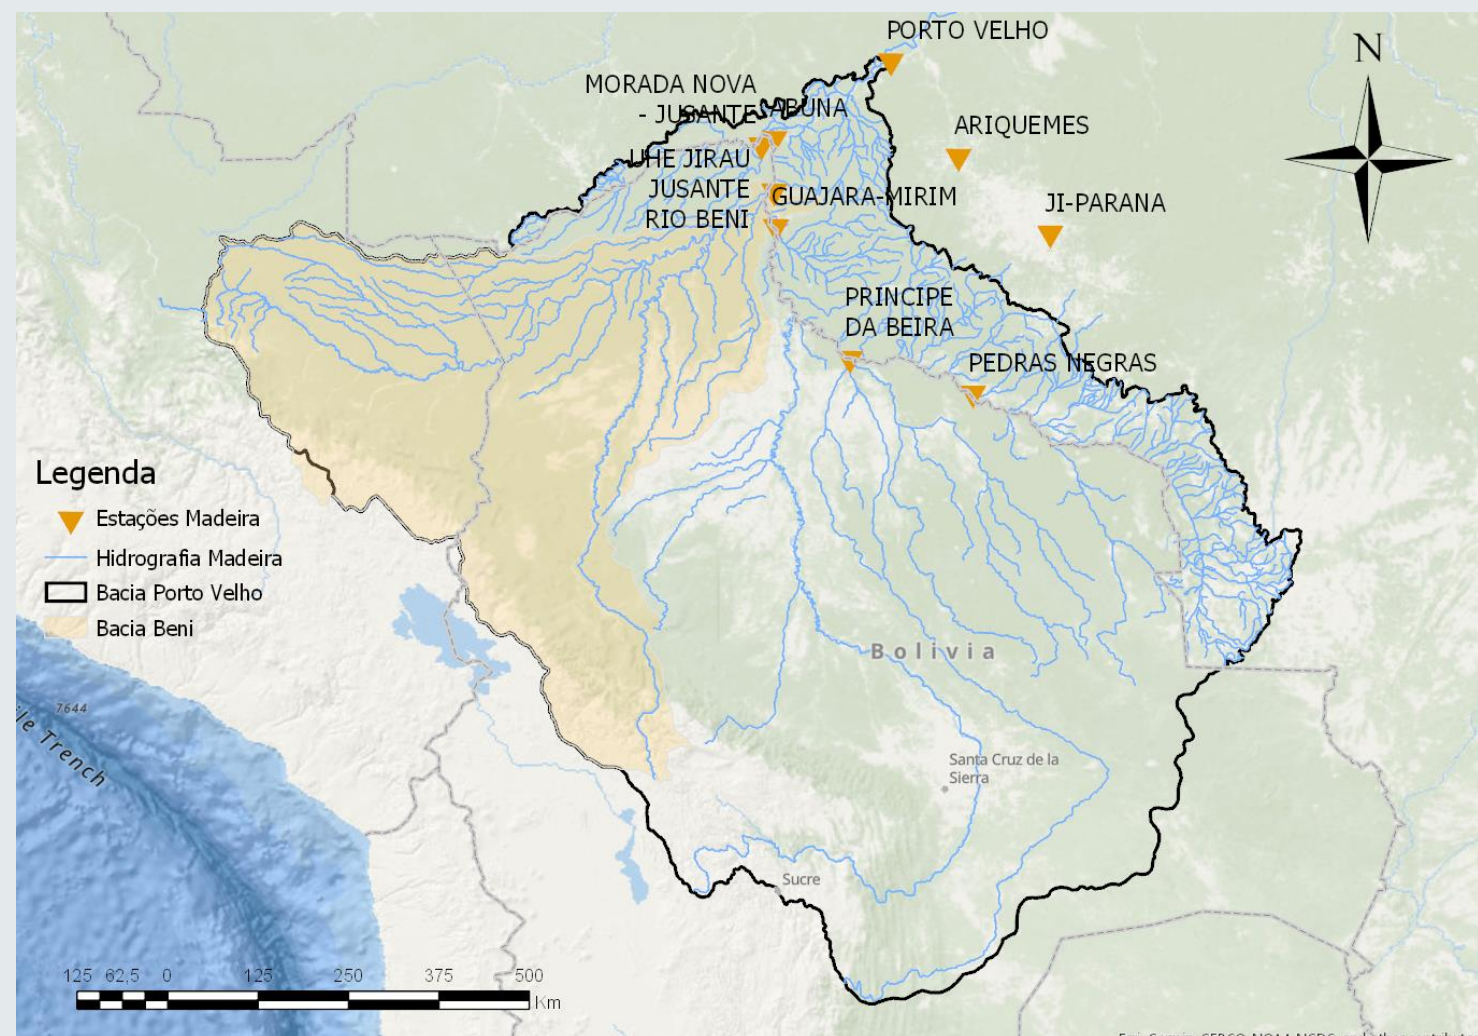 PORTO VELHO
N
MORADA NOVA
- JUSANTE
ABUNA
ARIQUEMES
UHE JIRAU
JUSANTE
RIO BENI
GUAJARA-MIRIM
JI-PARANA
PRINCIPE
DA BEIRA
PEDRAS NEGRAS
Legenda
Estações Madeira
Hidrografia Madeira
Bacia Porto Velho
Bacia Beni
Bolivia
7644
Trench
Santa Cruz de la
Sierra
Sucre
125 62,5 0 125 250 375 500
Km